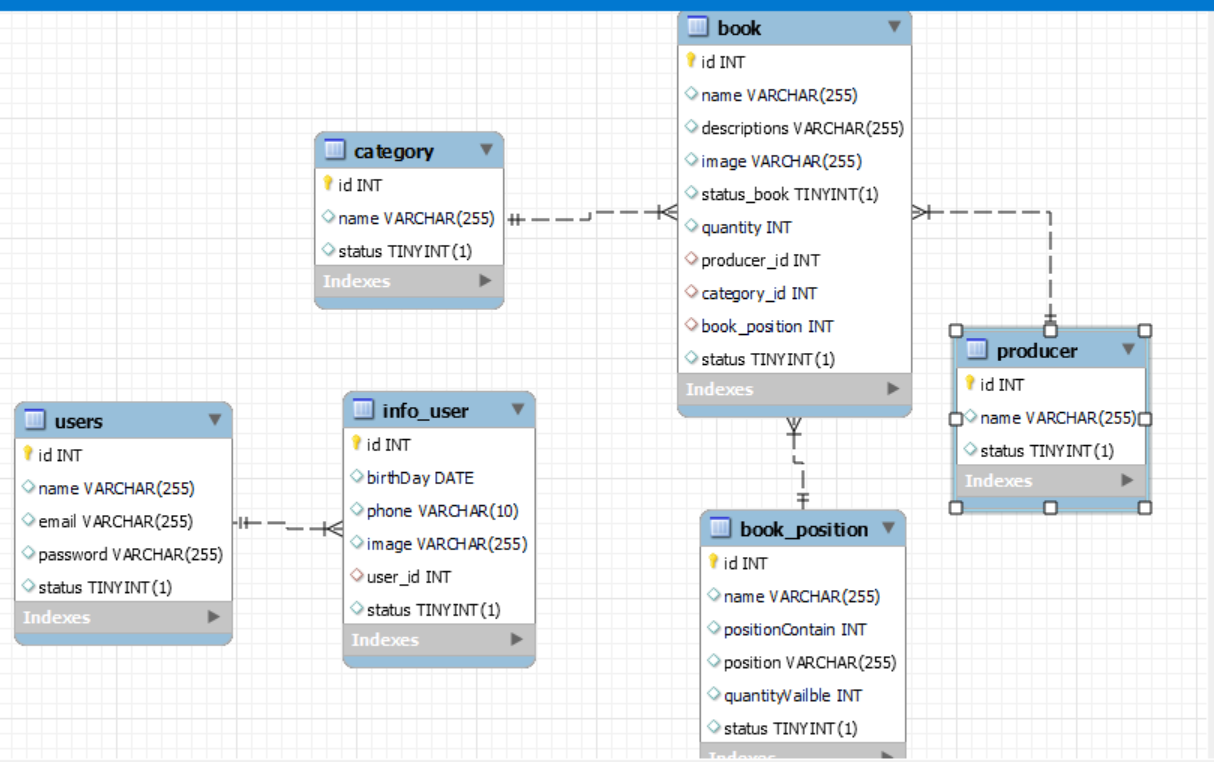 book
id INT
name VARCHAR(255)
descriptions VARCHAR(255)
image VARCHAR(255)
status_book TINYINT(1)
quantity INT
producer_id INT
category_id INT
book_position INT
status TINYINT(1)
Indexes
category
id INT
name VARCHAR(255)
status TINYINT(1)
Indexes
producer
id INT
name VARCHAR(255)
status TINYINT(1)
Indexes
users
id INT
name VARCHAR(255)
email VARCHAR(255)
password VARCHAR(255)
status TINYINT(1)
Indexes
info_user
id INT
birthDay DATE
phone VARCHAR(10)
image VARCHAR(255)
user_id INT
status TINYINT(1)
Indexes
book_position
id INT
name VARCHAR(255)
positionContain INT
position VARCHAR(255)
quantityVailble INT
status TINYINT(1)
Indexes